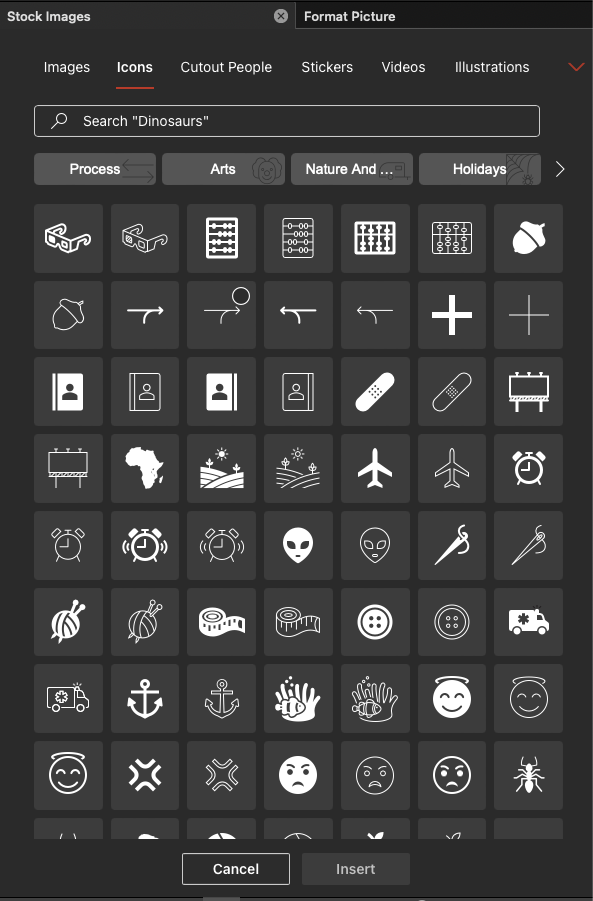 Stock Images
Format Picture
Images Icons Cutout People Stickers Videos Illustrations
Search "Dinosaurs"
Process Arts Nature And ... Holidays
Cancel Insert